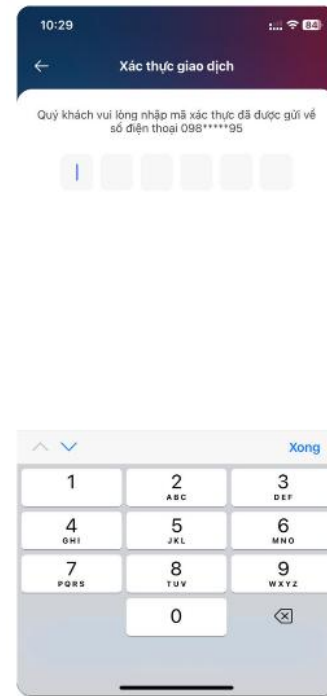 10:29
84
Xác thực giao dịch
Quý khách vui lòng nhập mã xác thực đã được gửi về
số điện thoại 098*****95
Xong
1
2
ABC
3
DEF
4
GHI
5
JKL
6
MNO
7
PQRS
8
TUV
9
WXYZ
0